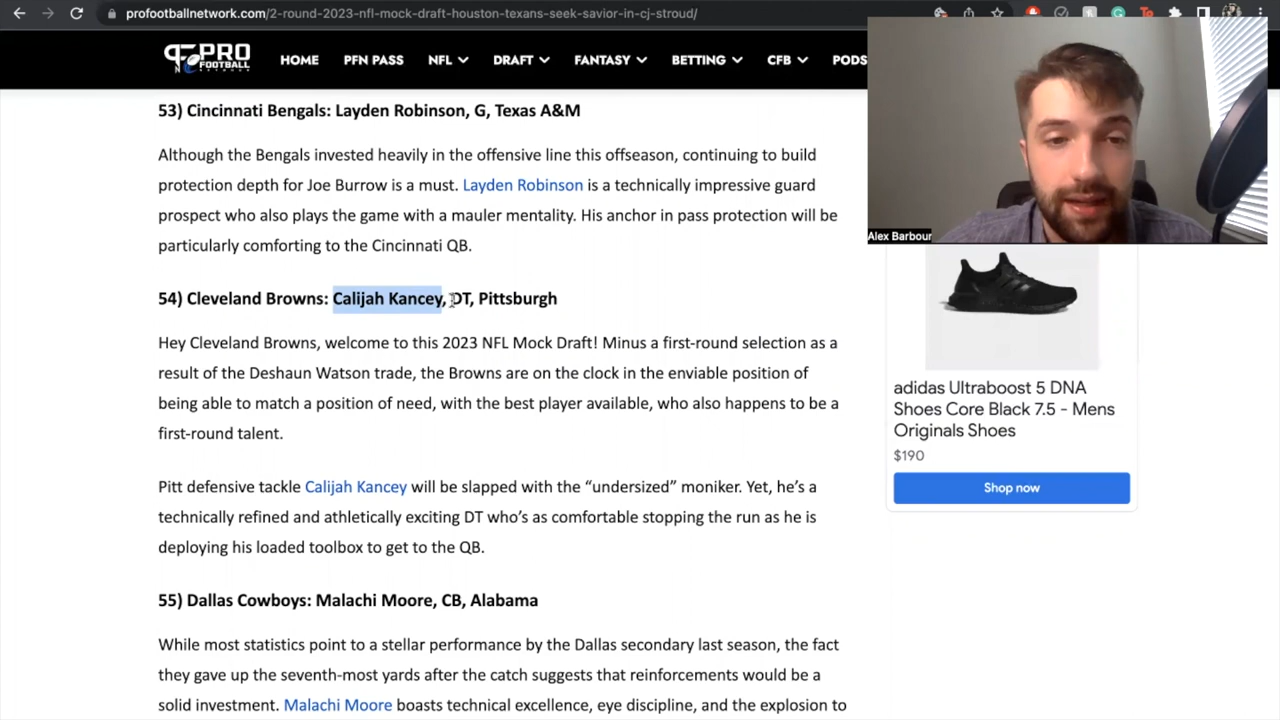 profootballnetwork.com/2-round-2023-nfl-mock-draft-houston-texans-seek-savior-in-cj-stroud/
PRO FOOTBALL NETWORK HOME PFN PASS NFL DRAFT FANTASY BETTING CFB PODS
Alex Barbour
53) Cincinnati Bengals: Layden Robinson, G, Texas A&M
Although the Bengals invested heavily in the offensive line this offseason, continuing to build
protection depth for Joe Burrow is a must. Layden Robinson is a technically impressive guard
prospect who also plays the game with a mauler mentality. His anchor in pass protection will be
particularly comforting to the Cincinnati QB.
54) Cleveland Browns: Calijah Kancey, DT, Pittsburgh
Hey Cleveland Browns, welcome to this 2023 NFL Mock Draft! Minus a first-round selection as a
result of the Deshaun Watson trade, the Browns are on the clock in the enviable position of
being able to match a position of need, with the best player available, who also happens to be a
first-round talent.
Pitt defensive tackle Calijah Kancey will be slapped with the “undersized” moniker. Yet, he’s a
technically refined and athletically exciting DT who’s as comfortable stopping the run as he is
deploying his loaded toolbox to get to the QB.
55) Dallas Cowboys: Malachi Moore, CB, Alabama
While most statistics point to a stellar performance by the Dallas secondary last season, the fact
they gave up the seventh-most yards after the catch suggests that reinforcements would be a
solid investment. Malachi Moore boasts technical excellence, eye discipline, and the explosion to
adidas Ultraboost 5 DNA
Shoes Core Black 7.5 - Mens
Originals Shoes
$190
Shop now